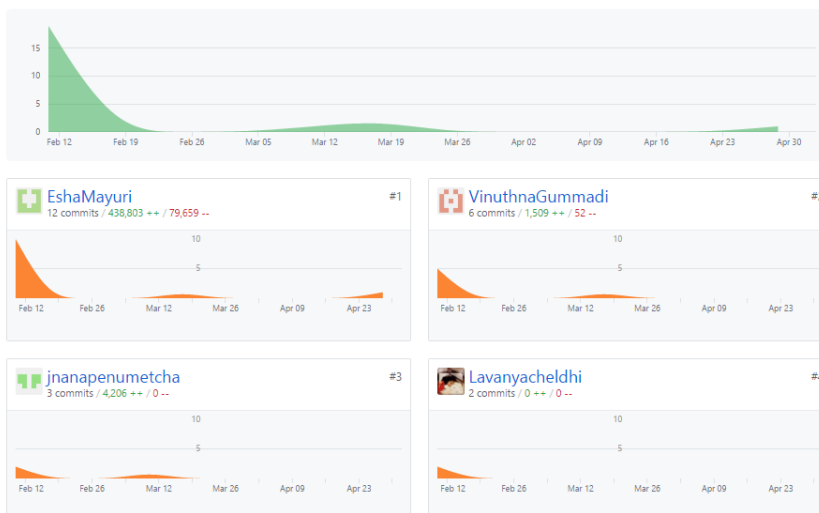 15
10
5
0
Feb 12 Feb 19 Feb 26 Mar 05 Mar 12 Mar 19 Mar 26 Apr 02 Apr 09 Apr 16 Apr 23 Apr 30
EshaMayuri #1
12 commits / 438,803 ++ / 79,659 --
10
5
Feb 12 Feb 26 Mar 12 Mar 26 Apr 09 Apr 23
VinuthnaGummadi
6 commits / 1,509 ++ / 52 --
10
5
Feb 12 Feb 26 Mar 12 Mar 26 Apr 09 Apr 23
jnanapenumetcha #3
3 commits / 4,206 ++ / 0 --
10
5
Feb 12 Feb 26 Mar 12 Mar 26 Apr 09 Apr 23
Lavanyacheldhi
2 commits / 0 ++ / 0 --
10
5
Feb 12 Feb 26 Mar 12 Mar 26 Apr 09 Apr 23